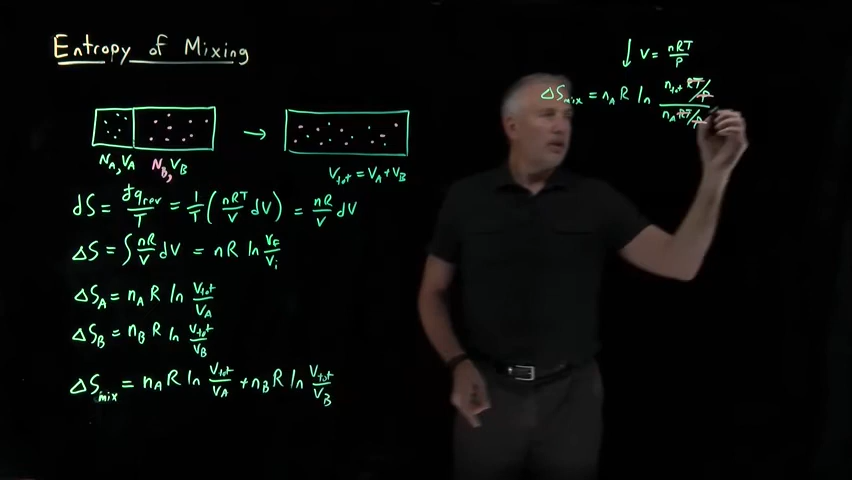 Entropy of Mixing
N_A, V_A N_B, V_B → V_tot = V_A + V_B
dS = đq_rev/T = 1/T (nRT/V dV) = nR/V dV
ΔS = ∫ nR/V dV = nR ln V_f/V_i
ΔS_A = n_A R ln V_tot/V_A
ΔS_B = n_B R ln V_tot/V_B
ΔS_mix = n_A R ln V_tot/V_A + n_B R ln V_tot/V_B
↓ V = nRT/P
ΔS_mix = n_A R ln (n_tot RT/P)/(n_A RT/P)